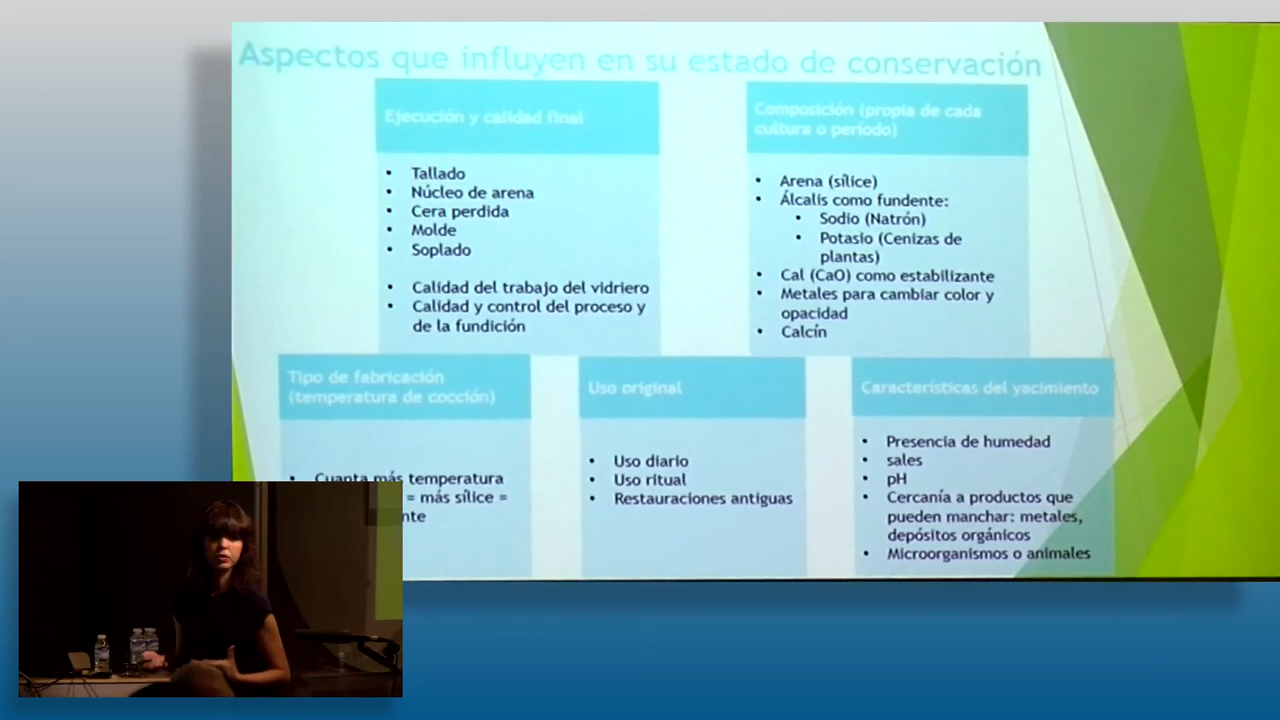 Aspectos que influyen en su estado de conservación
Ejecución y calidad final
• Tallado
• Núcleo de arena
• Cera perdida
• Molde
• Soplado
• Calidad del trabajo del vidriero
• Calidad y control del proceso y
de la fundición
Composición (propia de cada
cultura o período)
• Arena (sílice)
• Álcalis como fundente:
• Sodio (Natrón)
• Potasio (Cenizas de
plantas)
• Cal (CaO) como estabilizante
• Metales para cambiar color y
opacidad
• Calcín
Tipo de fabricación
(temperatura de cocción)
• Cuanta más temperatura
= más sílice =
Uso original
• Uso diario
• Uso ritual
• Restauraciones antiguas
Características del yacimiento
• Presencia de humedad
• sales
• pH
• Cercanía a productos que
pueden manchar: metales,
depósitos orgánicos
• Microorganismos o animales